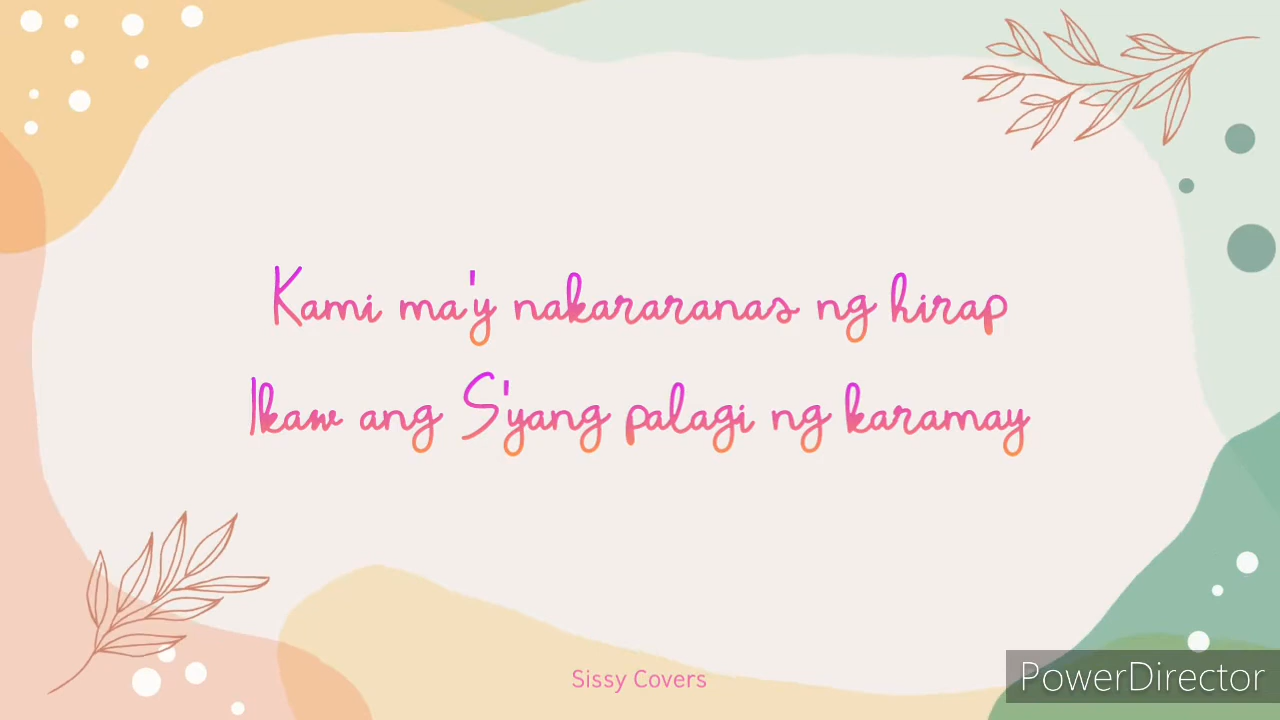 Kami ma'y nakararanas ng hirap
Ikaw ang S'yang palagi ng karamay
Sissy Covers
PowerDirector